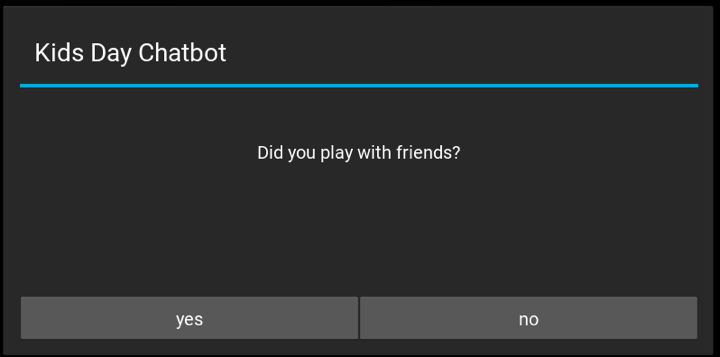 Kids Day Chatbot
Did you play with friends?
yes
no